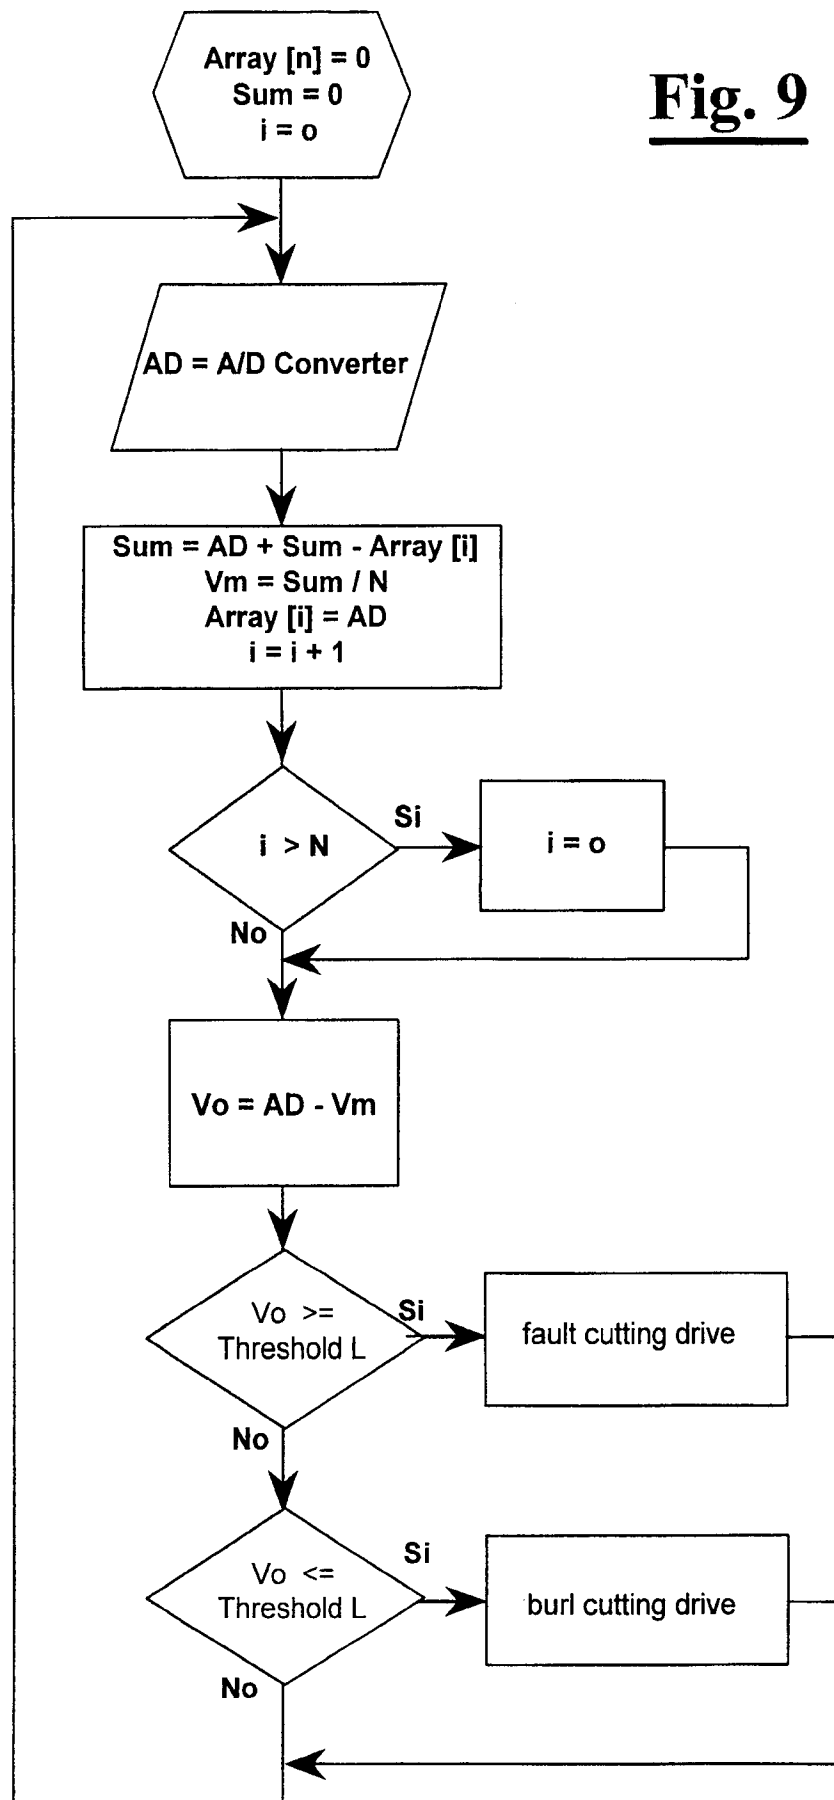 Array [n] = 0
Sum = 0
i = o
Fig. 9
AD = A/D Converter
Sum = AD + Sum - Array [i]
Vm = Sum / N
Array [i] = AD
i = i + 1
i > N
Si
i = o
No
Vo = AD - Vm
Vo >=
Threshold L
Si
fault cutting drive
No
Vo <=
Threshold L
Si
burl cutting drive
No